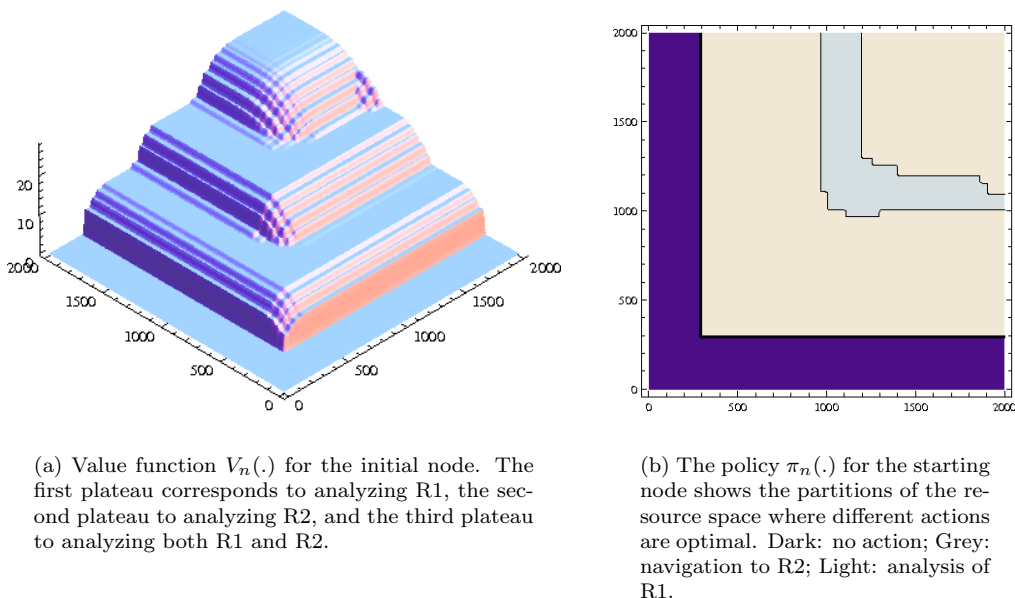 20
10
0
2000
1500
1000
500
0
0
500
1000
1500
2000
2000
1500
1000
500
0
0
500
1000
1500
2000
(a) Value function Vₙ(.) for the initial node. The
first plateau corresponds to analyzing R1, the sec-
ond plateau to analyzing R2, and the third plateau
to analyzing both R1 and R2.
(b) The policy πₙ(.) for the starting
node shows the partitions of the re-
source space where different actions
are optimal. Dark: no action; Grey:
navigation to R2; Light: analysis of
R1.